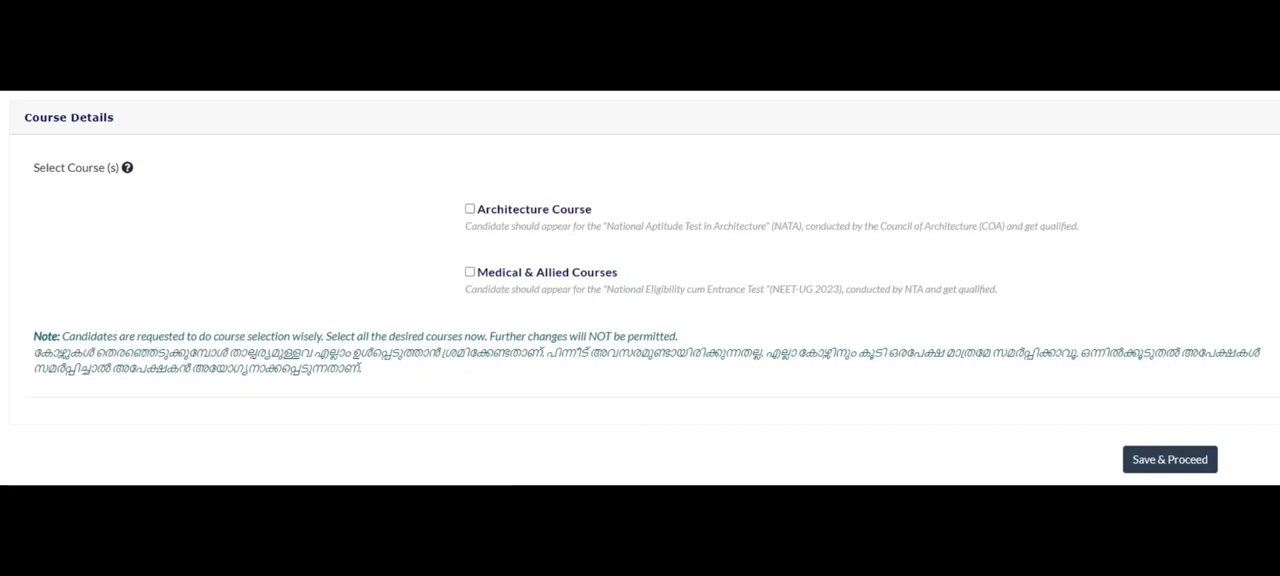 Course Details
Select Course (s) ?
Architecture Course
Candidate should appear for the "National Aptitude Test in Architecture" (NATA), conducted by the Council of Architecture (COA) and get qualified.
Medical & Allied Courses
Candidate should appear for the "National Eligibility cum Entrance Test "(NEET-UG 2023), conducted by NTA and get qualified.
Note: Candidates are requested to do course selection wisely. Select all the desired courses now. Further changes will NOT be permitted.
കോഴ്സുകൾ തെരഞ്ഞെടുക്കുമ്പോൾ താല്പര്യമുള്ളവ എല്ലാം ഉൾപ്പെടുത്താൻ ശ്രമിക്കേണ്ടതാണ്. പിന്നീട് അവസരമുണ്ടായിരിക്കുന്നതല്ല. എല്ലാ കോഴ്സിനും കൂടി ഒരപേക്ഷ മാത്രമേ സമർപ്പിക്കാവൂ. ഒന്നിൽക്കൂടുതൽ അപേക്ഷകൾ
സമർപ്പിച്ചാൽ അപേക്ഷകൻ അയോഗ്യനാക്കപ്പെടുന്നതാണ്.
Save & Proceed